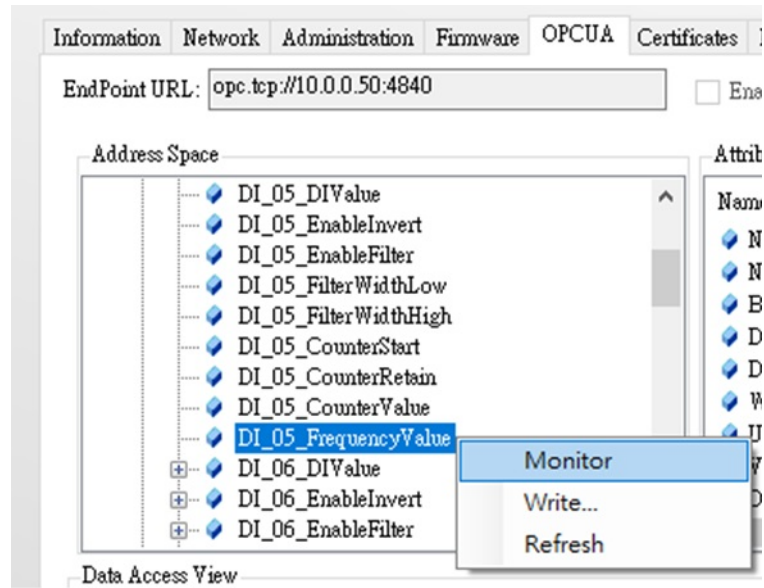 Information Network Administration Firmware OPCUA Certificates
EndPoint URL: opc.tcp://10.0.0.50:4840
Address Space
DI_05_DIValue
DI_05_EnableInvert
DI_05_EnableFilter
DI_05_FilterWidthLow
DI_05_FilterWidthHigh
DI_05_CounterStart
DI_05_CounterRetain
DI_05_CounterValue
DI_05_FrequencyValue
DI_06_DIValue
DI_06_EnableInvert
DI_06_EnableFilter
Monitor
Write...
Refresh
Data Access View